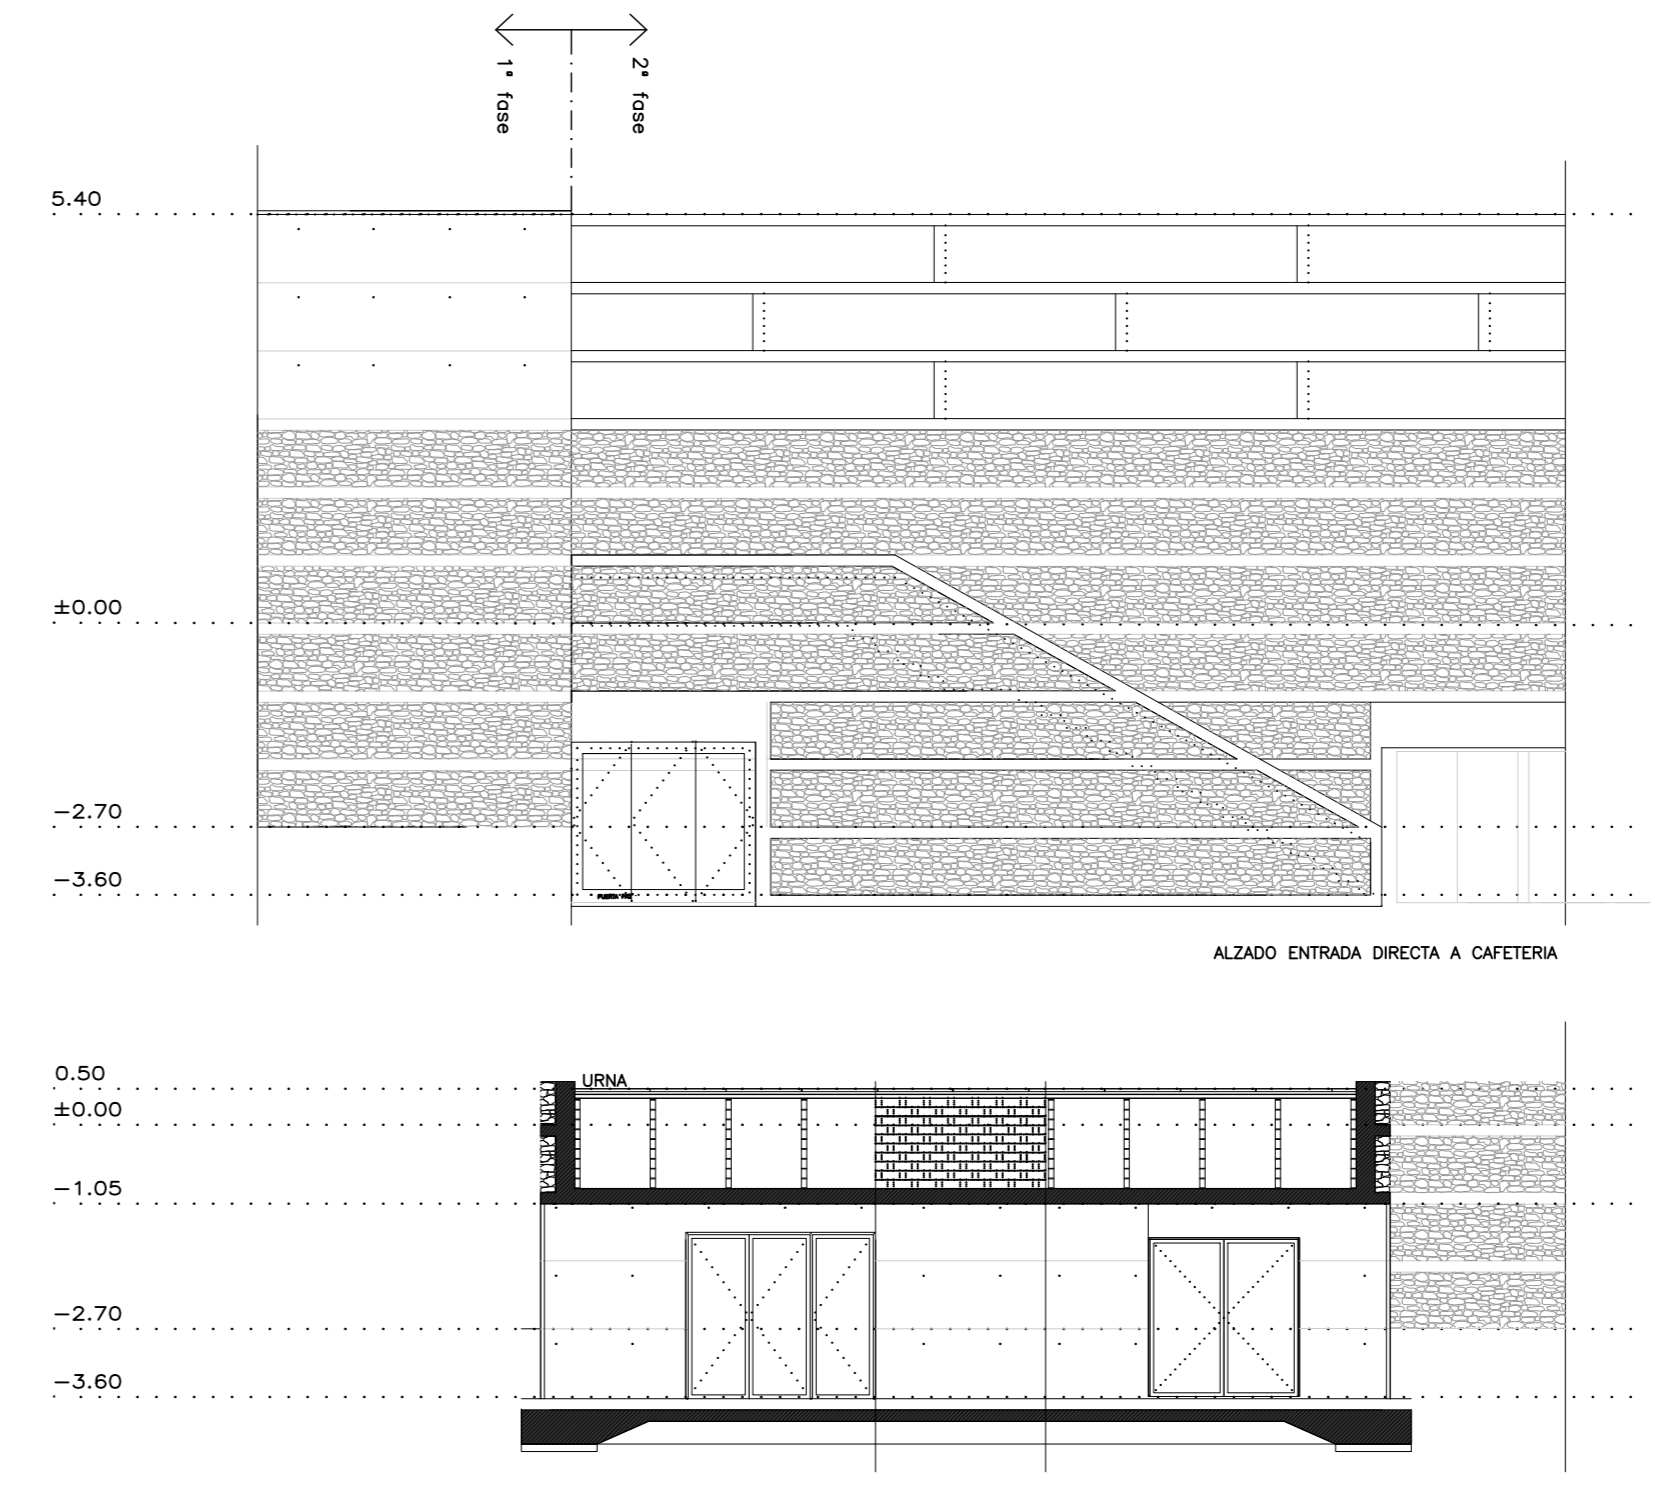 1ª fase
2ª fase
5.40
±0.00
−2.70
−3.60
ALZADO ENTRADA DIRECTA A CAFETERIA
0.50
URNA
±0.00
−1.05
−2.70
−3.60